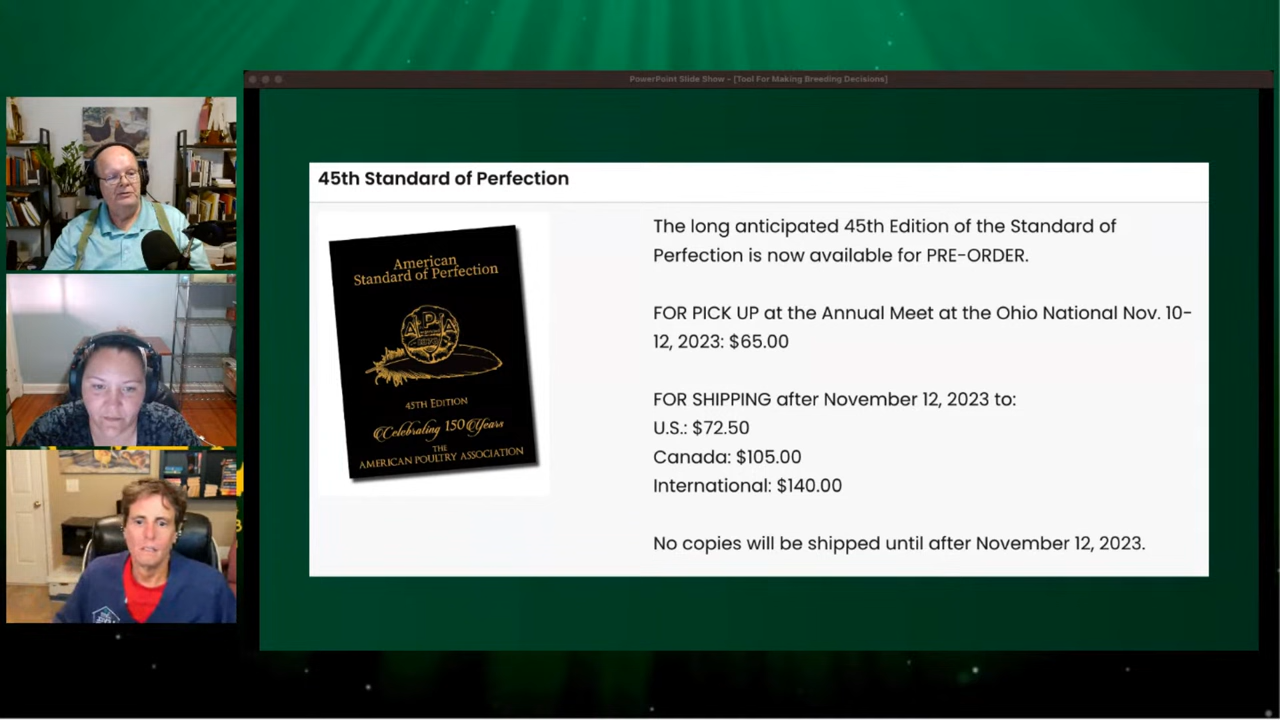 PowerPoint Slide Show - [Tool For Making Breeding Decisions]
45th Standard of Perfection
American
Standard of Perfection
APA
45TH EDITION
Celebrating 150 Years
THE
AMERICAN POULTRY ASSOCIATION
The long anticipated 45th Edition of the Standard of
Perfection is now available for PRE-ORDER.
FOR PICK UP at the Annual Meet at the Ohio National Nov. 10-
12, 2023: $65.00
FOR SHIPPING after November 12, 2023 to:
U.S.: $72.50
Canada: $105.00
International: $140.00
No copies will be shipped until after November 12, 2023.